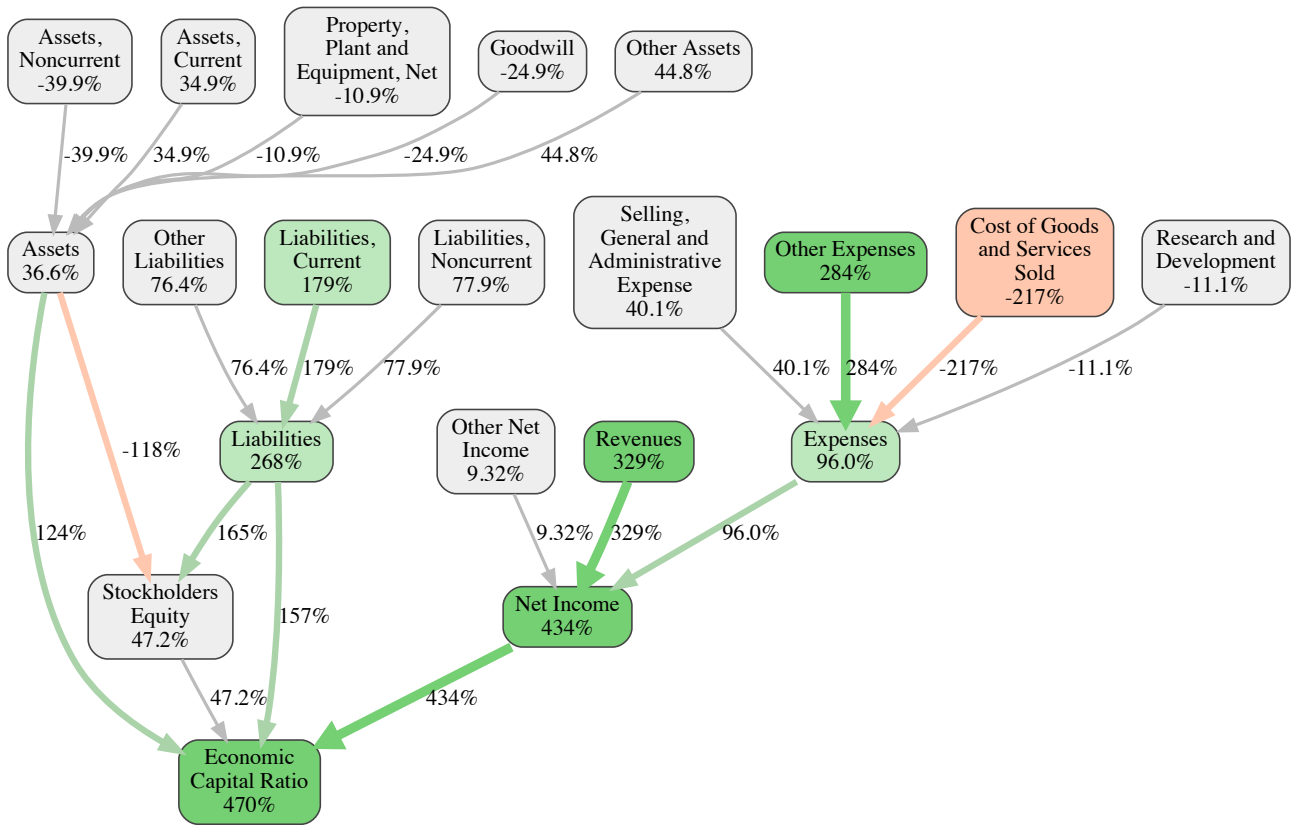 Assets,
Noncurrent
-39.9%
Assets,
Current
34.9%
Property,
Plant and
Equipment, Net
-10.9%
Goodwill
-24.9%
Other Assets
44.8%
-39.9%
34.9%
-10.9%
-24.9%
44.8%
Assets
36.6%
Other
Liabilities
76.4%
Liabilities,
Current
179%
Liabilities,
Noncurrent
77.9%
Selling,
General and
Administrative
Expense
40.1%
Other Expenses
284%
Cost of Goods
and Services
Sold
-217%
Research and
Development
-11.1%
76.4%
179%
77.9%
40.1%
284%
-217%
-11.1%
Liabilities
268%
Other Net
Income
9.32%
Revenues
329%
Expenses
96.0%
-118%
124%
165%
9.32%
329%
96.0%
Stockholders
Equity
47.2%
157%
Net Income
434%
47.2%
434%
Economic
Capital Ratio
470%